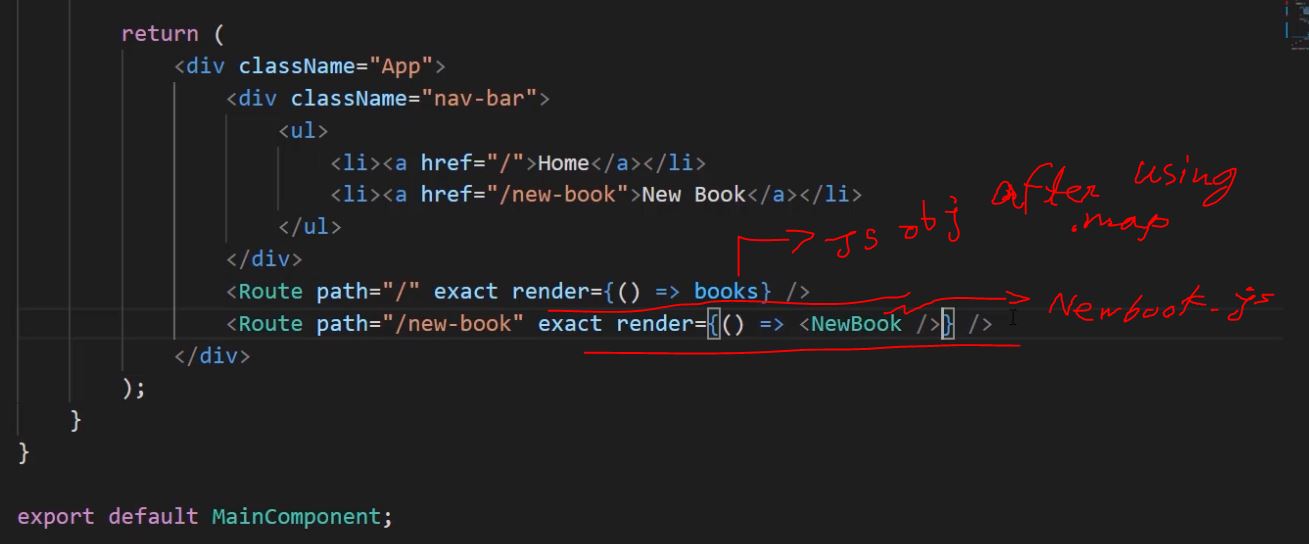 return (
<div className="App">
<div className="nav-bar">
<ul>
<li><a href="/">Home</a></li>
<li><a href="/new-book">New Book</a></li>
</ul>
</div>
<Route path="/" exact render={() => books} />
<Route path="/new-book" exact render={() => <NewBook />} />
</div>
);
}
}
export default MainComponent;
JS obj after using
.map
Newbook.js